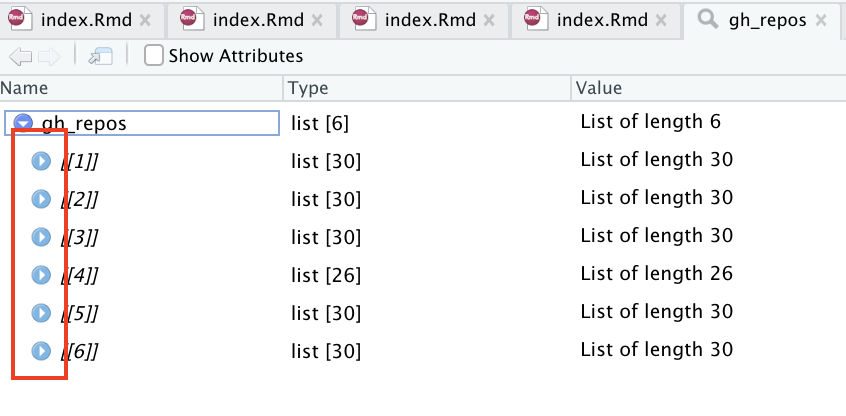 Rmd index.Rmd × Rmd index.Rmd × Rmd index.Rmd × Rmd index.Rmd × gh_repos ×
Show Attributes
Name Type Value
gh_repos list [6] List of length 6
[[1]] list [30] List of length 30
[[2]] list [30] List of length 30
[[3]] list [30] List of length 30
[[4]] list [26] List of length 26
[[5]] list [30] List of length 30
[[6]] list [30] List of length 30